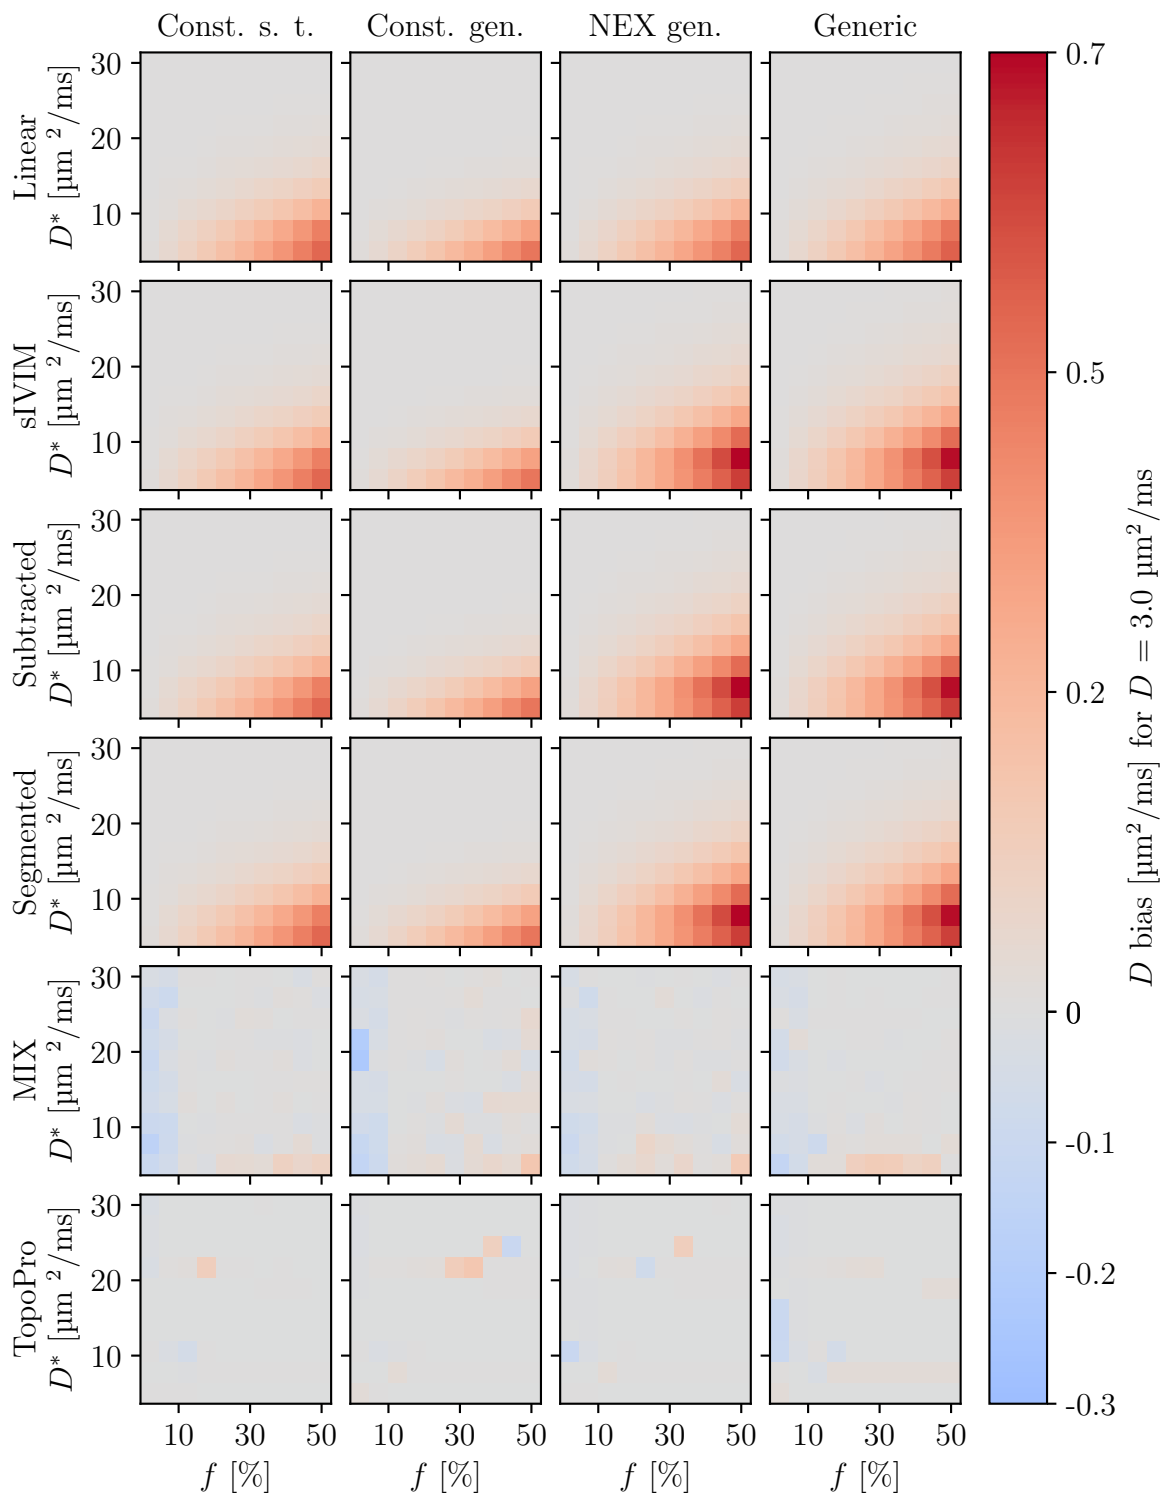 Const. s. t. Const. gen. NEX gen. Generic
Linear
D* [µm ²/ms]
30
20
10
sIVIM
D* [µm ²/ms]
30
20
10
Subtracted
D* [µm ²/ms]
30
20
10
Segmented
D* [µm ²/ms]
30
20
10
MIX
D* [µm ²/ms]
30
20
10
TopoPro
D* [µm ²/ms]
30
20
10
10 30 50 10 30 50 10 30 50 10 30 50
f [%] f [%] f [%] f [%]
0.7
0.5
0.2
0
-0.1
-0.2
-0.3
D bias [µm²/ms] for D = 3.0 µm²/ms